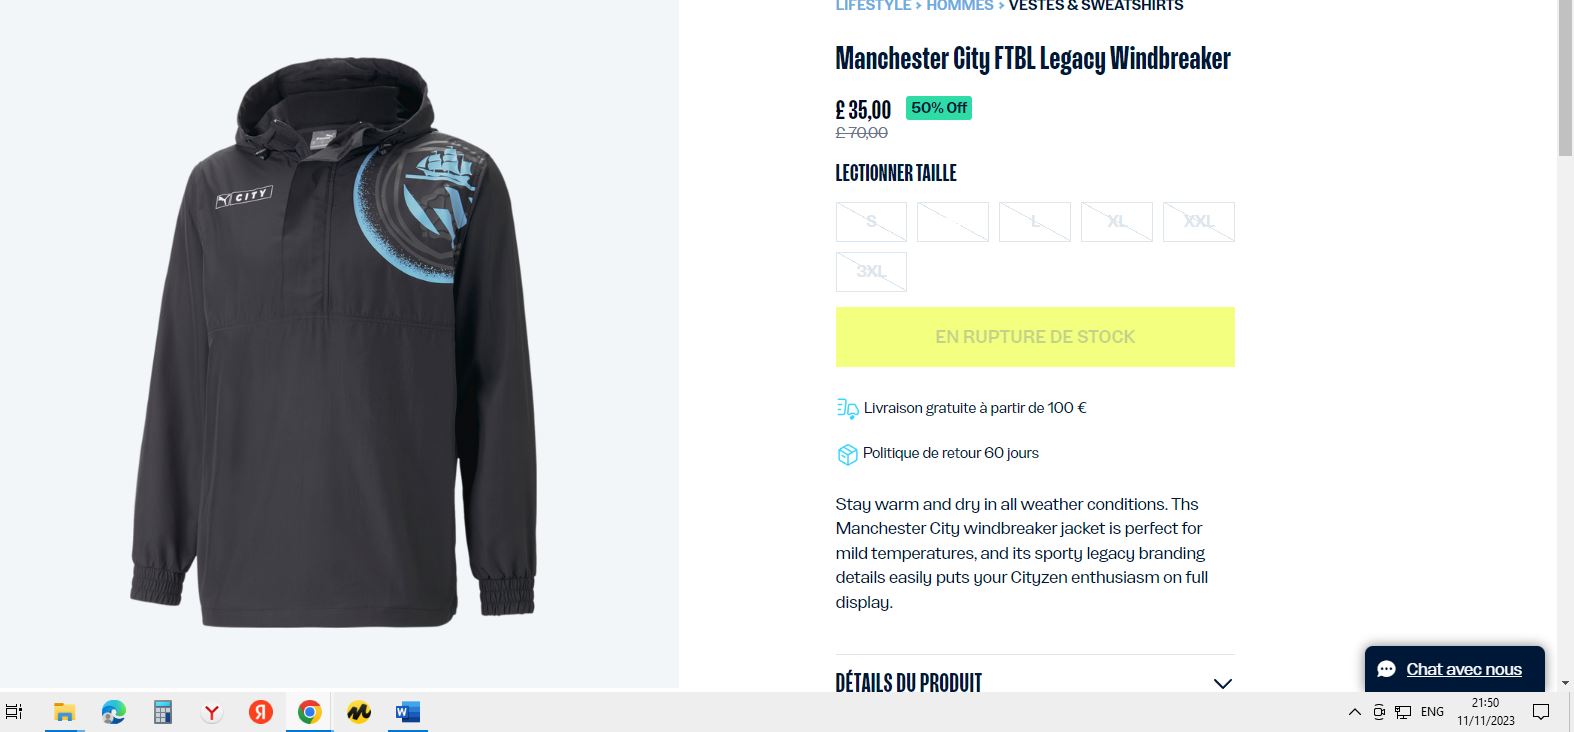 LIFESTYLE > HOMMES > VESTES & SWEATSHIRTS
Manchester City FTBL Legacy Windbreaker
£ 35,00 50% Off
£ 70,00
LECTIONNER TAILLE
S L XL XXL
3XL
EN RUPTURE DE STOCK
Livraison gratuite à partir de 100 €
Politique de retour 60 jours
Stay warm and dry in all weather conditions. Ths
Manchester City windbreaker jacket is perfect for
mild temperatures, and its sporty legacy branding
details easily puts your Cityzen enthusiasm on full
display.
DÉTAILS DU PRODUIT
Chat avec nous
CITY
ENG
21:50
11/11/2023